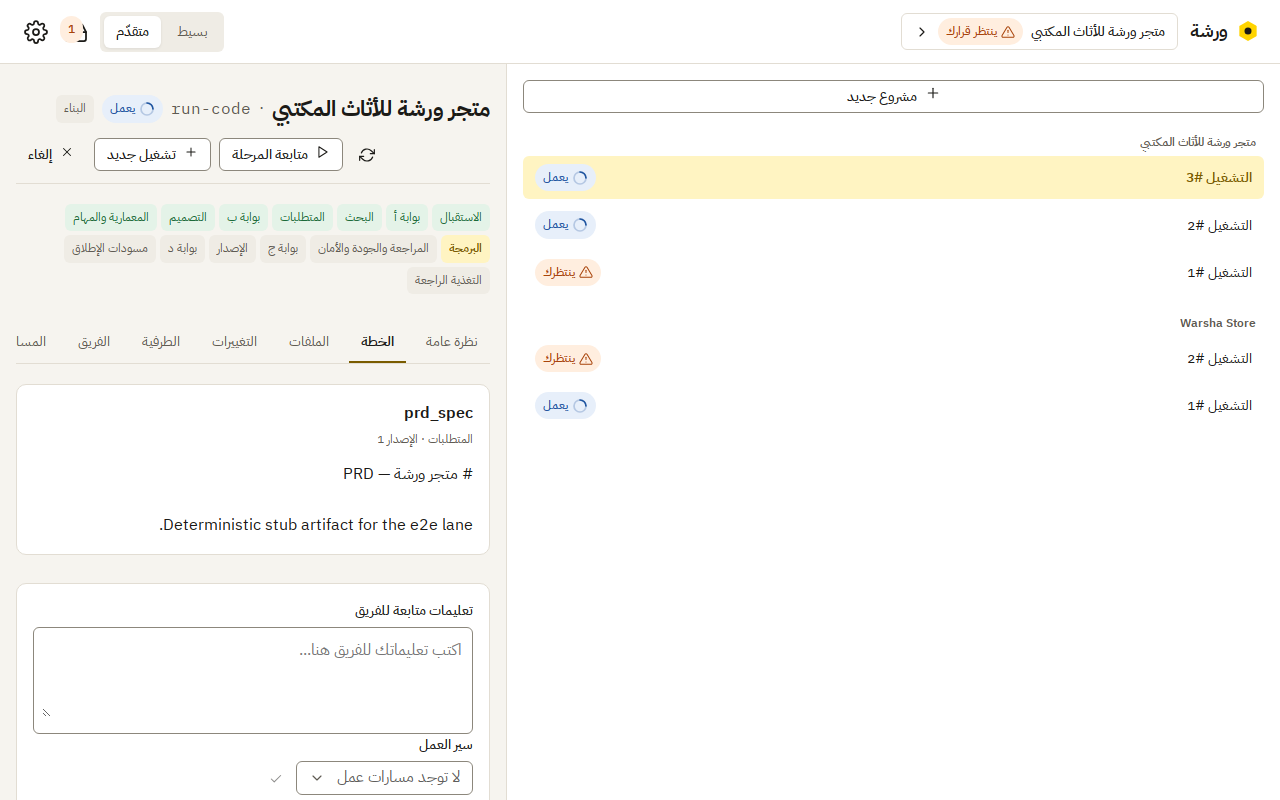 ورشة
متجر ورشة للأثاث المكتبي ينتظر قرارك
بسيط متقدّم 1
مشروع جديد
متجر ورشة للأثاث المكتبي
التشغيل #3 يعمل
التشغيل #2 يعمل
التشغيل #1 ينتظرك
Warsha Store
التشغيل #2 ينتظرك
التشغيل #1 يعمل
متجر ورشة للأثاث المكتبي · run-code يعمل البناء
متابعة المرحلة تشغيل جديد إلغاء
الاستقبال بوابة أ البحث المتطلبات بوابة ب التصميم المعمارية والمهام
البرمجة المراجعة والجودة والأمان بوابة ج الإصدار بوابة د مسودات الإطلاق
التغذية الراجعة
نظرة عامة الخطة الملفات التغييرات الطرفية الفريق المسا
prd_spec
المتطلبات · الإصدار 1
# متجر ورشة — PRD
Deterministic stub artifact for the e2e lane.
تعليمات متابعة للفريق
اكتب تعليماتك للفريق هنا...
سير العمل
لا توجد مسارات عمل